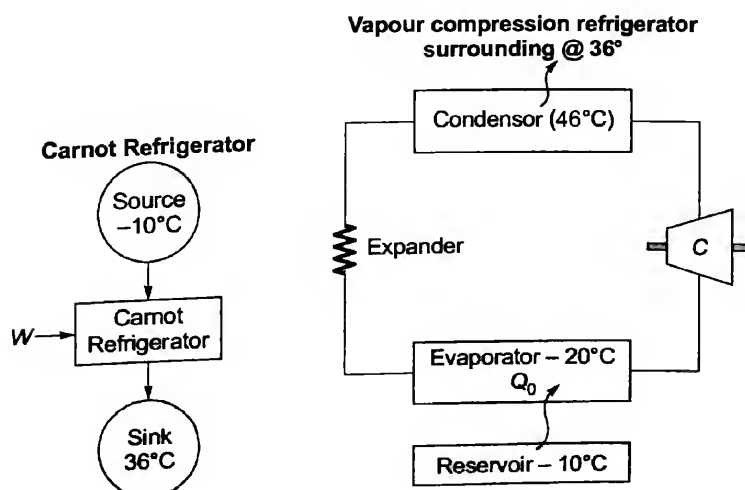 Vapour compression refrigerator
surrounding @ 36°
Condensor (46°C)
Carnot Refrigerator
Source
–10°C
Expander
C
W
Carnot
Refrigerator
Evaporator – 20°C
Q₀
Sink
36°C
Reservoir – 10°C